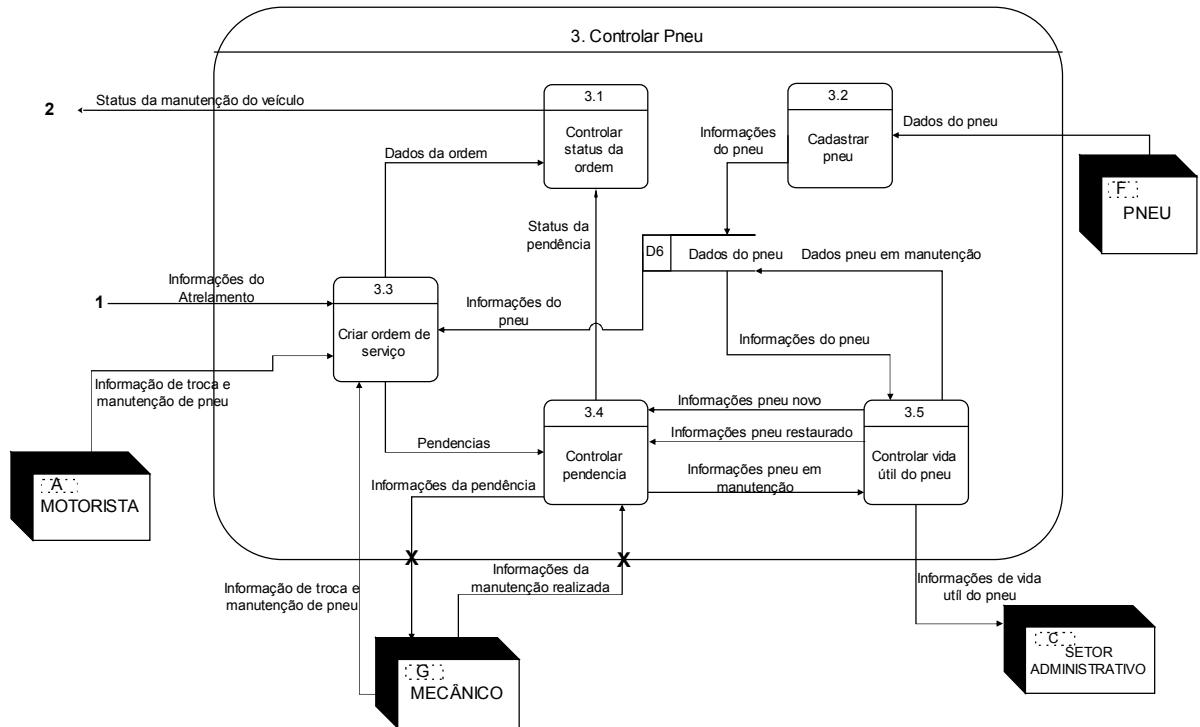 3. Controlar Pneu
2
Status da manutenção do veículo
3.1
Controlar
status da
ordem
3.2
Cadastrar
pneu
Dados do pneu
Informações
do pneu
Dados da ordem
F
PNEU
Status da
pendência
D6
Dados do pneu
Dados pneu em manutenção
1
Informações do
Atrelamento
3.3
Criar ordem de
serviço
Informações do
pneu
Informações do pneu
Informação de troca e
manutenção de pneu
3.4
Controlar
pendencia
Informações pneu novo
Informações pneu restaurado
Informações pneu em
manutenção
3.5
Controlar vida
útil do pneu
Pendencias
Informações da pendência
A
MOTORISTA
X
X
Informação de troca e
manutenção de pneu
Informações da
manutenção realizada
Informações de vida
utíl do pneu
G
MECÂNICO
C
SETOR
ADMINISTRATIVO